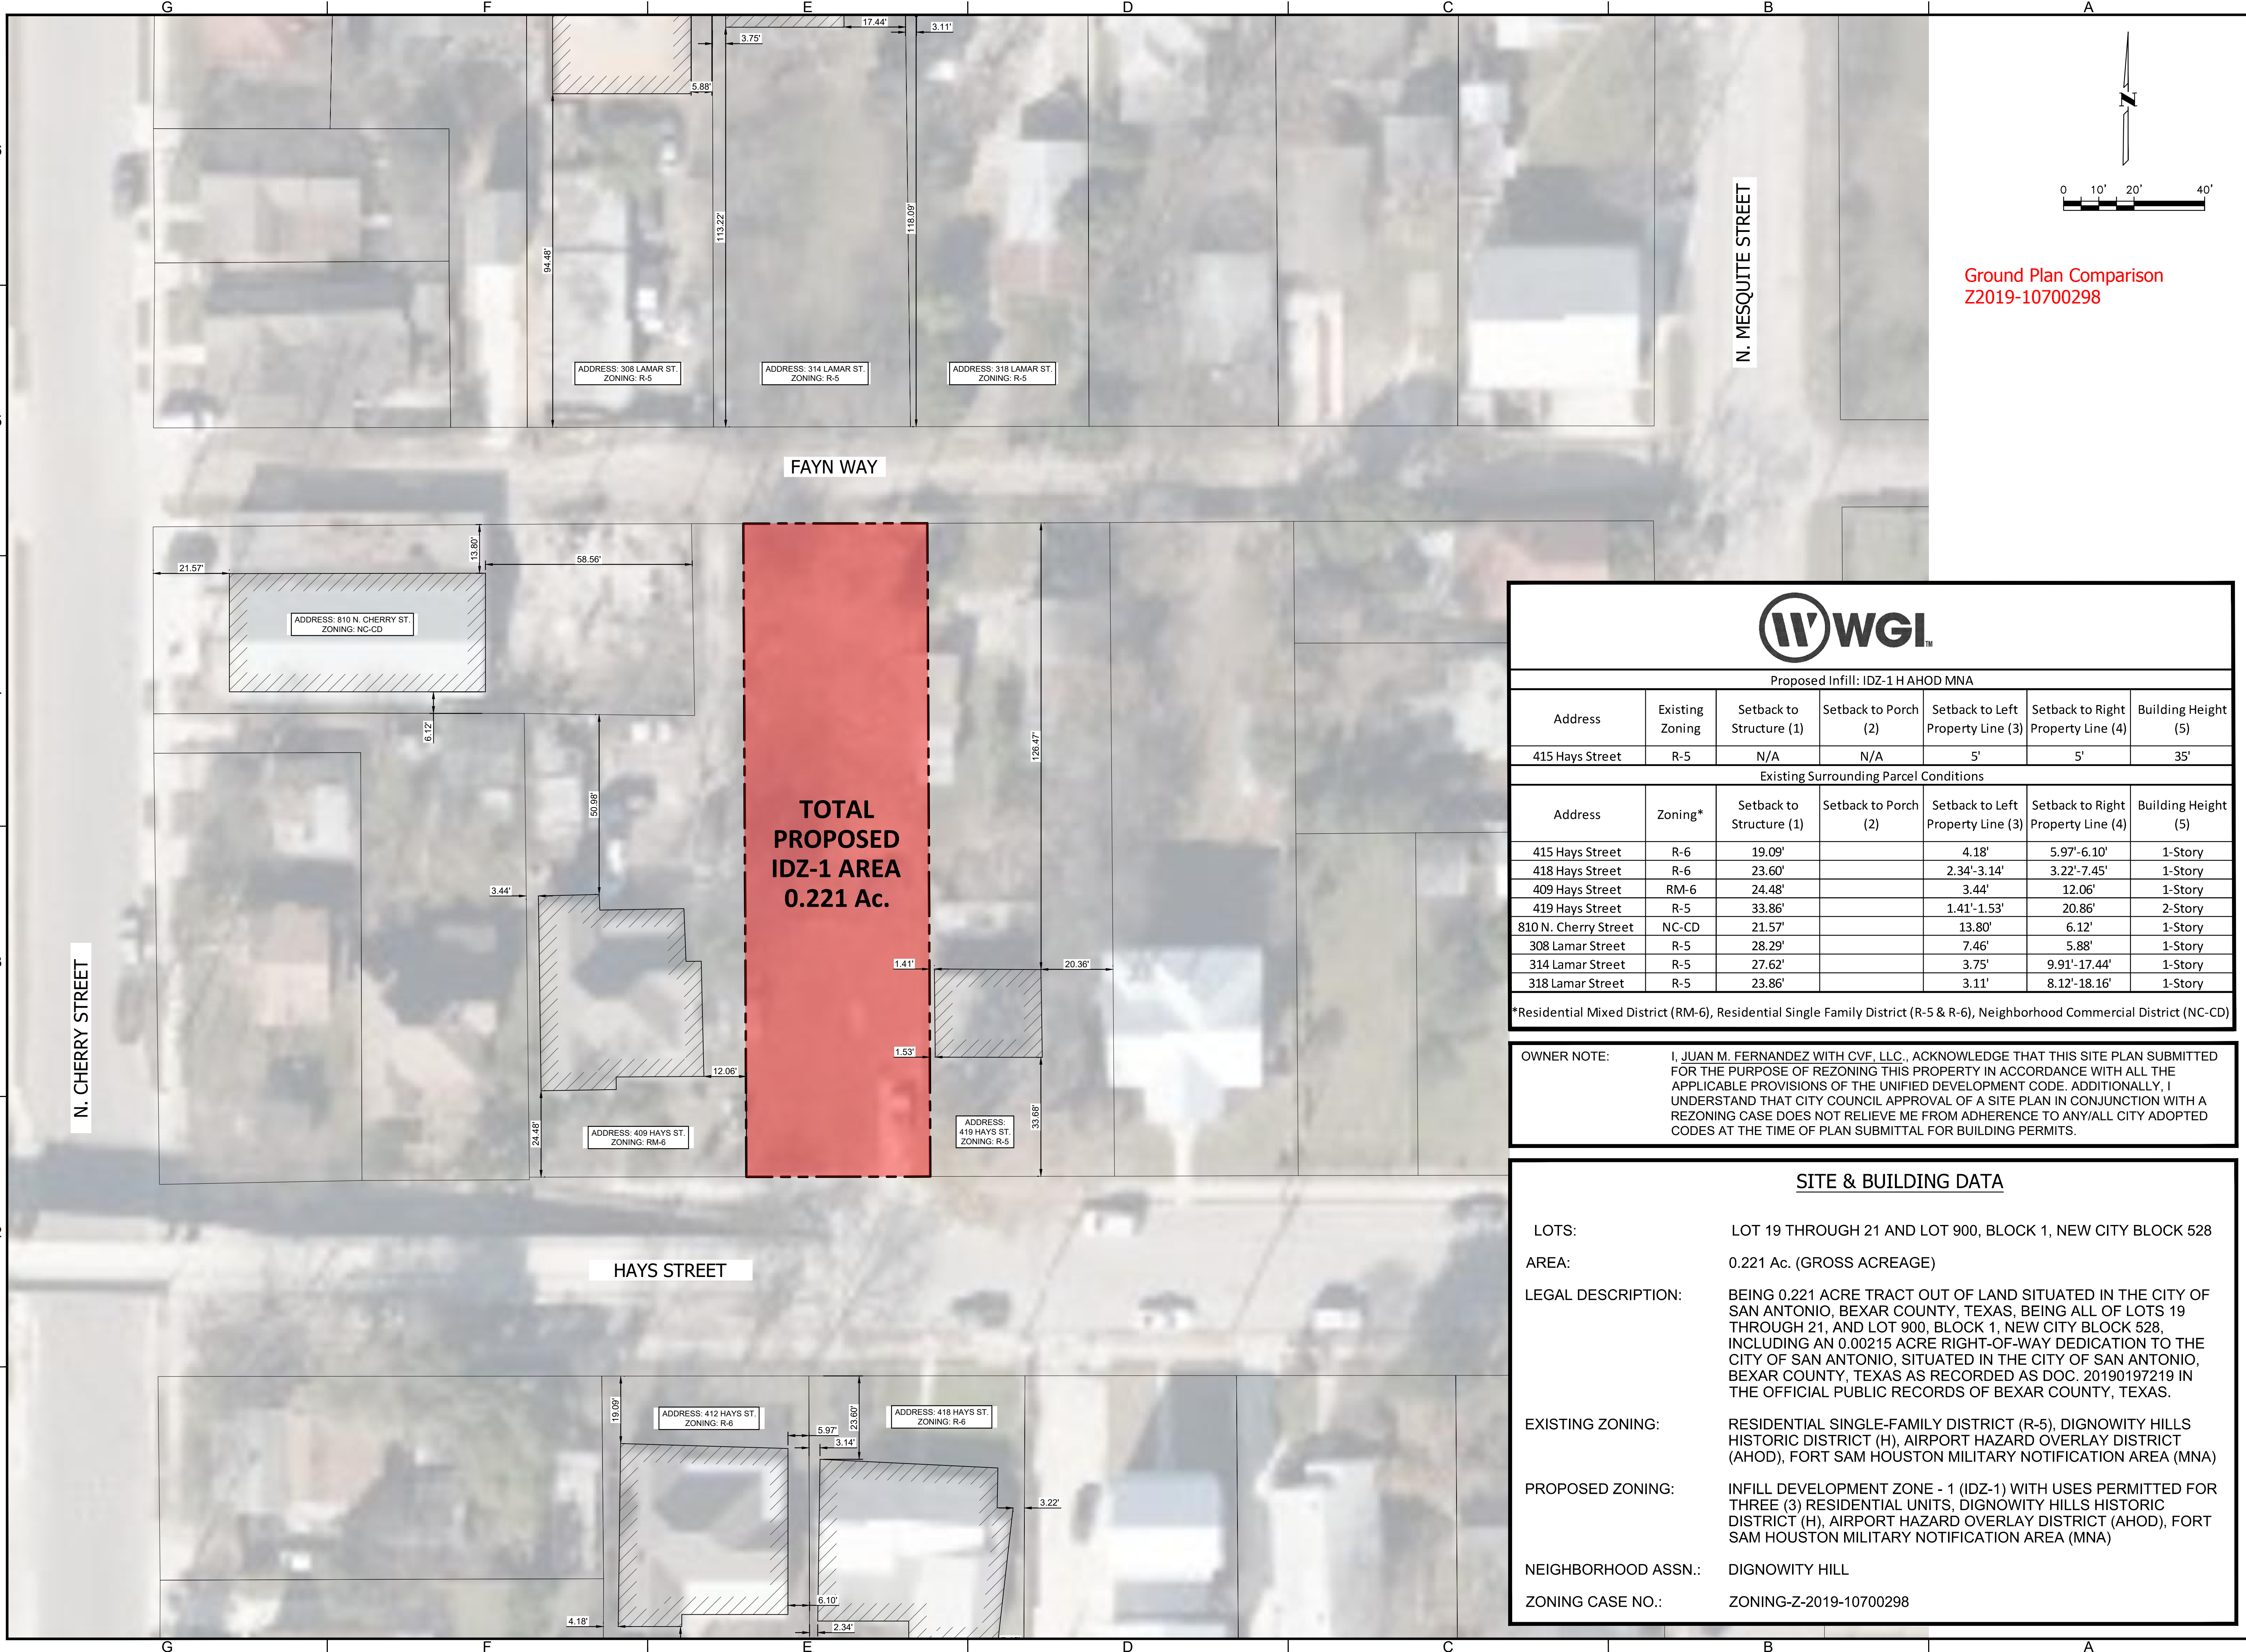 G F E D C B A
17.44'
3.11'
3.75'
5.88'
94.48'
113.22'
118.09'
N
0 10' 20' 40'
N. MESQUITE STREET
Ground Plan Comparison
Z2019-10700298
ADDRESS: 308 LAMAR ST.
ZONING: R-5
ADDRESS: 314 LAMAR ST.
ZONING: R-5
ADDRESS: 318 LAMAR ST.
ZONING: R-5
FAYN WAY
13.80'
58.56'
21.57'
ADDRESS: 810 N. CHERRY ST.
ZONING: NC-CD
6.12'
50.98'
126.47'
3.44'
TOTAL
PROPOSED
IDZ-1 AREA
0.221 Ac.
1.41'
20.36'
1.53'
12.06'
24.48'
33.68'
N. CHERRY STREET
ADDRESS: 409 HAYS ST.
ZONING: RM-6
ADDRESS:
419 HAYS ST.
ZONING: R-5
HAYS STREET
19.09'
ADDRESS: 412 HAYS ST.
ZONING: R-6
23.60'
ADDRESS: 418 HAYS ST.
ZONING: R-6
5.97'
3.14'
3.22'
6.10'
4.18'
2.34'
WGI™
Proposed Infill: IDZ-1 H AHOD MNA
Address Existing Zoning Setback to Structure (1) Setback to Porch (2) Setback to Left Property Line (3) Setback to Right Property Line (4) Building Height (5)
415 Hays Street R-5 N/A N/A 5' 5' 35'
Existing Surrounding Parcel Conditions
Address Zoning* Setback to Structure (1) Setback to Porch (2) Setback to Left Property Line (3) Setback to Right Property Line (4) Building Height (5)
415 Hays Street R-6 19.09' 4.18' 5.97'-6.10' 1-Story
418 Hays Street R-6 23.60' 2.34'-3.14' 3.22'-7.45' 1-Story
409 Hays Street RM-6 24.48' 3.44' 12.06' 1-Story
419 Hays Street R-5 33.86' 1.41'-1.53' 20.86' 2-Story
810 N. Cherry Street NC-CD 21.57' 13.80' 6.12' 1-Story
308 Lamar Street R-5 28.29' 7.46' 5.88' 1-Story
314 Lamar Street R-5 27.62' 3.75' 9.91'-17.44' 1-Story
318 Lamar Street R-5 23.86' 3.11' 8.12'-18.16' 1-Story
*Residential Mixed District (RM-6), Residential Single Family District (R-5 & R-6), Neighborhood Commercial District (NC-CD)
OWNER NOTE: I, JUAN M. FERNANDEZ WITH CVF, LLC., ACKNOWLEDGE THAT THIS SITE PLAN SUBMITTED
FOR THE PURPOSE OF REZONING THIS PROPERTY IN ACCORDANCE WITH ALL THE
APPLICABLE PROVISIONS OF THE UNIFIED DEVELOPMENT CODE. ADDITIONALLY, I
UNDERSTAND THAT CITY COUNCIL APPROVAL OF A SITE PLAN IN CONJUNCTION WITH A
REZONING CASE DOES NOT RELIEVE ME FROM ADHERENCE TO ANY/ALL CITY ADOPTED
CODES AT THE TIME OF PLAN SUBMITTAL FOR BUILDING PERMITS.
SITE & BUILDING DATA
LOTS: LOT 19 THROUGH 21 AND LOT 900, BLOCK 1, NEW CITY BLOCK 528
AREA: 0.221 Ac. (GROSS ACREAGE)
LEGAL DESCRIPTION: BEING 0.221 ACRE TRACT OUT OF LAND SITUATED IN THE CITY OF
SAN ANTONIO, BEXAR COUNTY, TEXAS, BEING ALL OF LOTS 19
THROUGH 21, AND LOT 900, BLOCK 1, NEW CITY BLOCK 528,
INCLUDING AN 0.00215 ACRE RIGHT-OF-WAY DEDICATION TO THE
CITY OF SAN ANTONIO, SITUATED IN THE CITY OF SAN ANTONIO,
BEXAR COUNTY, TEXAS AS RECORDED AS DOC. 20190197219 IN
THE OFFICIAL PUBLIC RECORDS OF BEXAR COUNTY, TEXAS.
EXISTING ZONING: RESIDENTIAL SINGLE-FAMILY DISTRICT (R-5), DIGNOWITY HILLS
HISTORIC DISTRICT (H), AIRPORT HAZARD OVERLAY DISTRICT
(AHOD), FORT SAM HOUSTON MILITARY NOTIFICATION AREA (MNA)
PROPOSED ZONING: INFILL DEVELOPMENT ZONE - 1 (IDZ-1) WITH USES PERMITTED FOR
THREE (3) RESIDENTIAL UNITS, DIGNOWITY HILLS HISTORIC
DISTRICT (H), AIRPORT HAZARD OVERLAY DISTRICT (AHOD), FORT
SAM HOUSTON MILITARY NOTIFICATION AREA (MNA)
NEIGHBORHOOD ASSN.: DIGNOWITY HILL
ZONING CASE NO.: ZONING-Z-2019-10700298
G F E D C B A